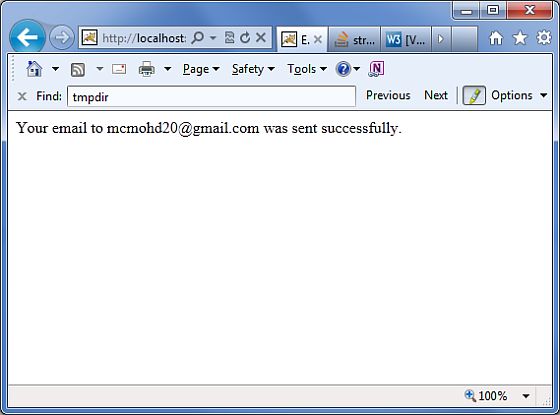 http://localhost: E.. str... W3 [V...
Page Safety Tools
Find: tmpdir Previous Next Options
Your email to mcmohd20@gmail.com was sent successfully.
100%